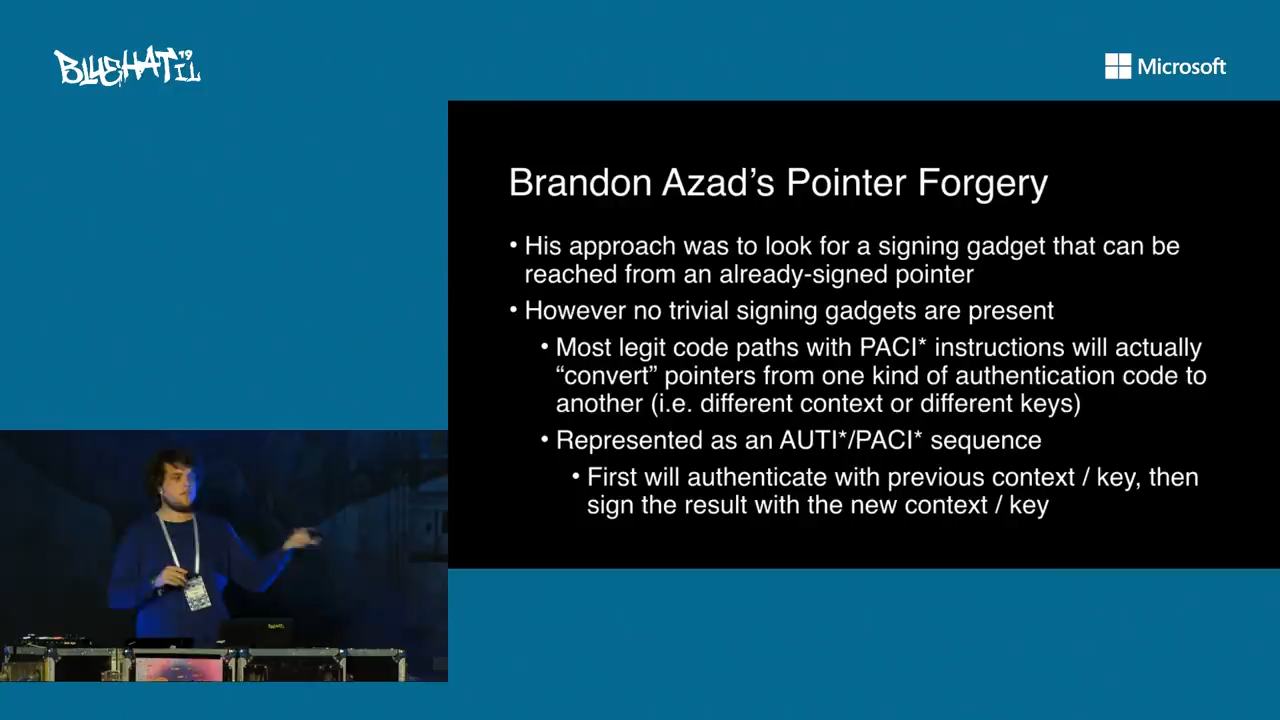 BLUEHAT 19
IL
Microsoft
Brandon Azad’s Pointer Forgery
• His approach was to look for a signing gadget that can be
reached from an already-signed pointer
• However no trivial signing gadgets are present
• Most legit code paths with PACI* instructions will actually
“convert” pointers from one kind of authentication code to
another (i.e. different context or different keys)
• Represented as an AUTI*/PACI* sequence
• First will authenticate with previous context / key, then
sign the result with the new context / key